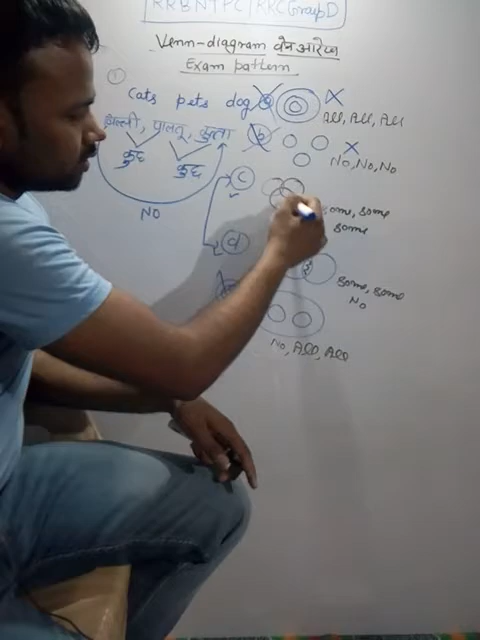 RRB NTPC / RRC Group D
Venn-diagram वेन आरेख
Exam pattern
① Cats pets dog ⓐ
All, All, All
बिल्ली, पालतू, कुत्ता ⓑ
No, No, No
कुछ कुछ
NO
ⓒ
some, some
some
ⓓ
some, some
No
No, All, All